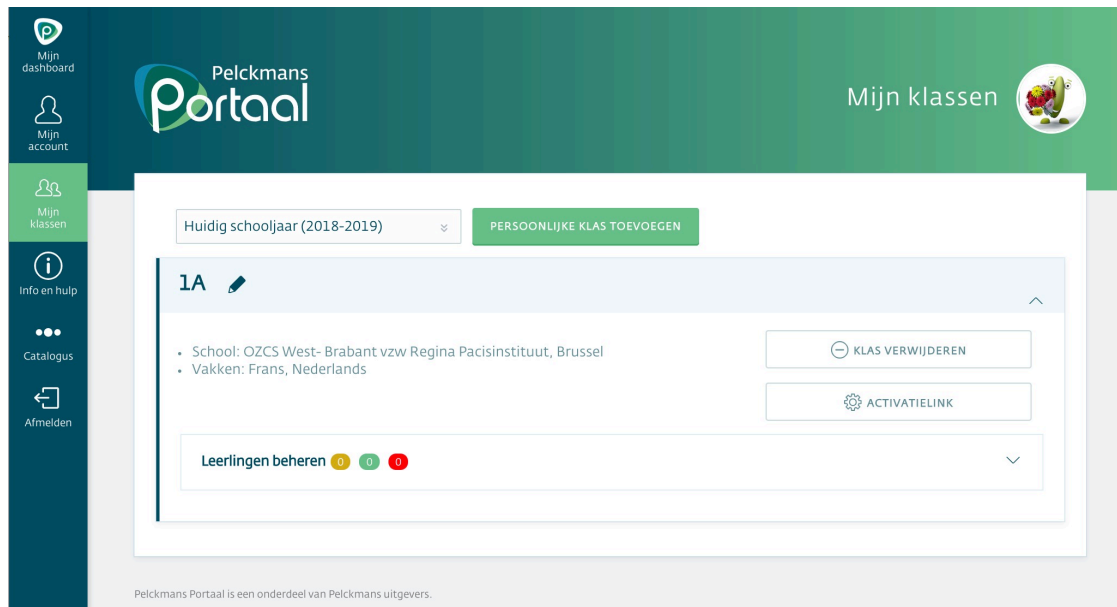 Mijn
dashboard
Mijn
account
Mijn
klassen
Info en hulp
Catalogus
Afmelden
Pelckmans
Portaal
Mijn klassen
Huidig schooljaar (2018-2019)
PERSOONLIJKE KLAS TOEVOEGEN
1A
• School: OZCS West- Brabant vzw Regina Pacisinstituut, Brussel
• Vakken: Frans, Nederlands
KLAS VERWIJDEREN
ACTIVATIELINK
Leerlingen beheren 0 0 0
Pelckmans Portaal is een onderdeel van Pelckmans uitgevers.